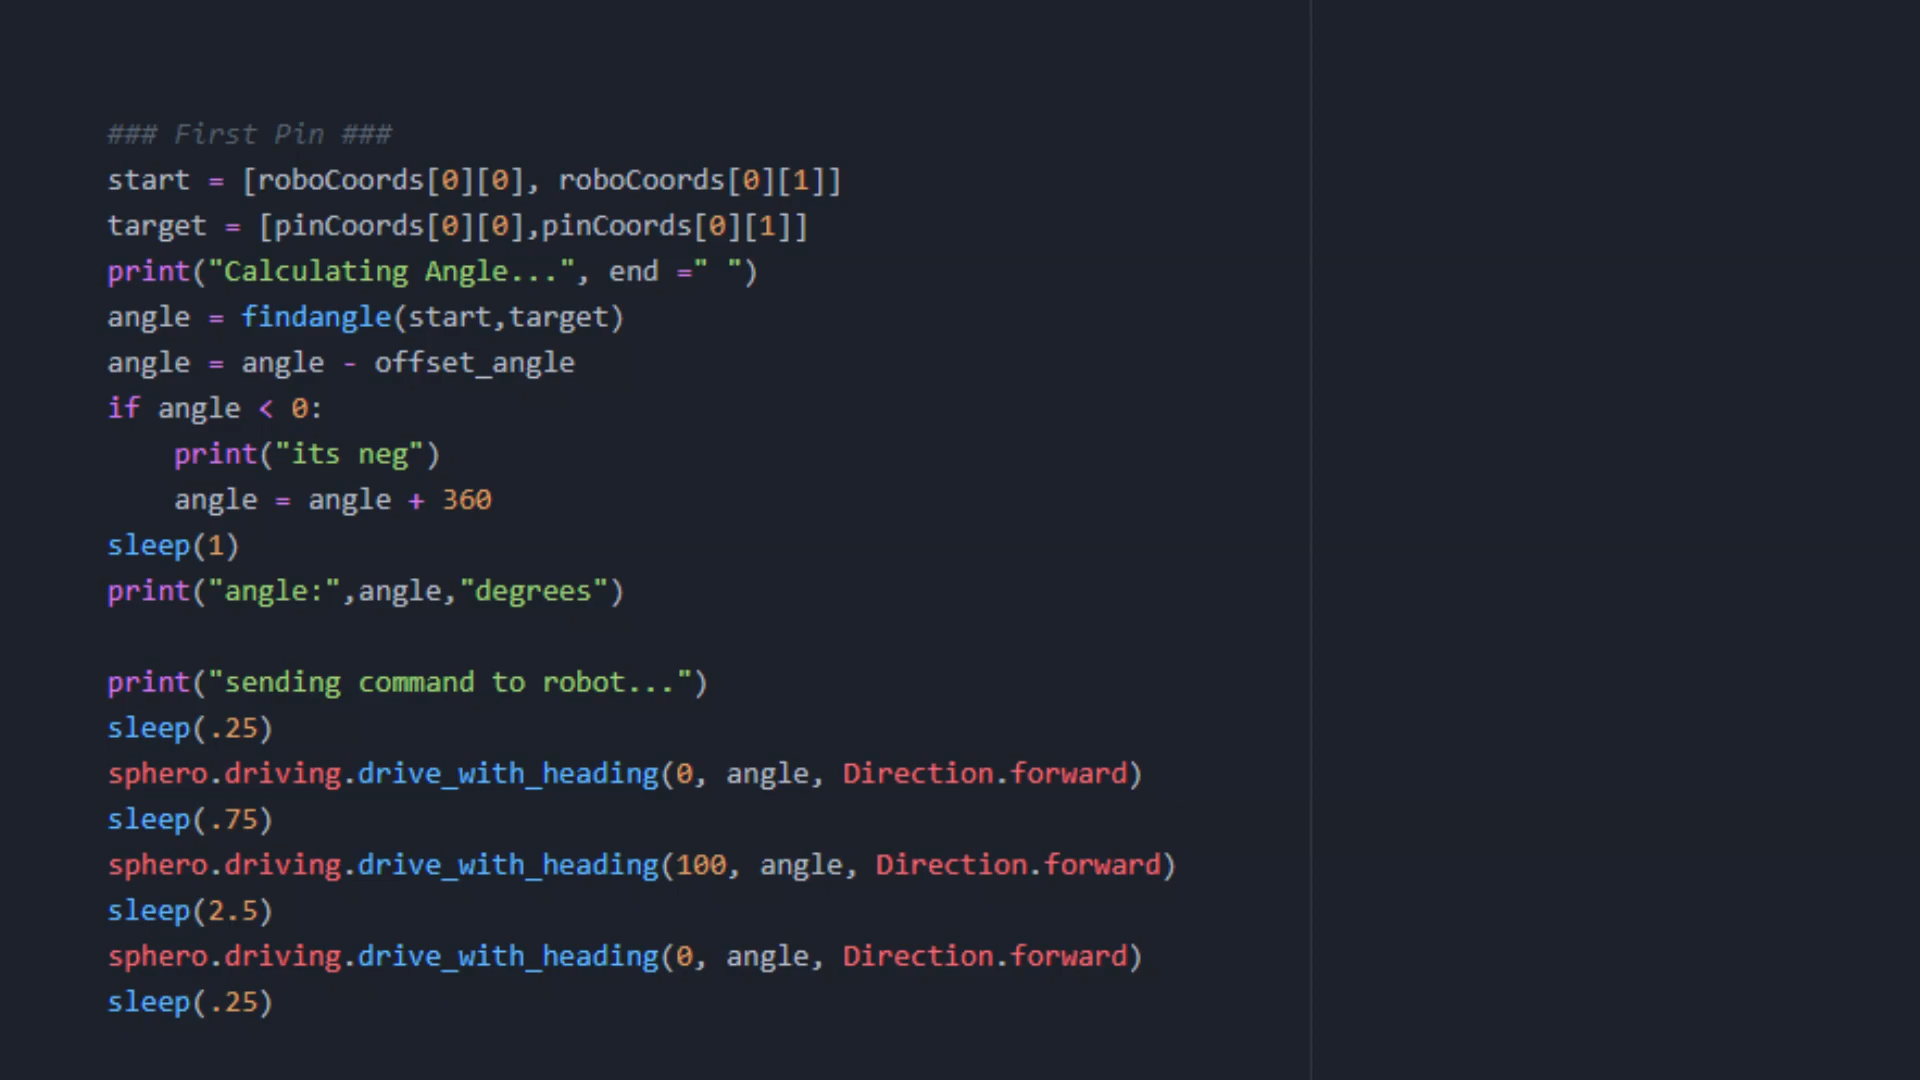 ### First Pin ###
start = [roboCoords[0][0], roboCoords[0][1]]
target = [pinCoords[0][0],pinCoords[0][1]]
print("Calculating Angle...", end =" ")
angle = findangle(start,target)
angle = angle - offset_angle
if angle < 0:
    print("its neg")
    angle = angle + 360
sleep(1)
print("angle:",angle,"degrees")
print("sending command to robot...")
sleep(.25)
sphero.driving.drive_with_heading(0, angle, Direction.forward)
sleep(.75)
sphero.driving.drive_with_heading(100, angle, Direction.forward)
sleep(2.5)
sphero.driving.drive_with_heading(0, angle, Direction.forward)
sleep(.25)